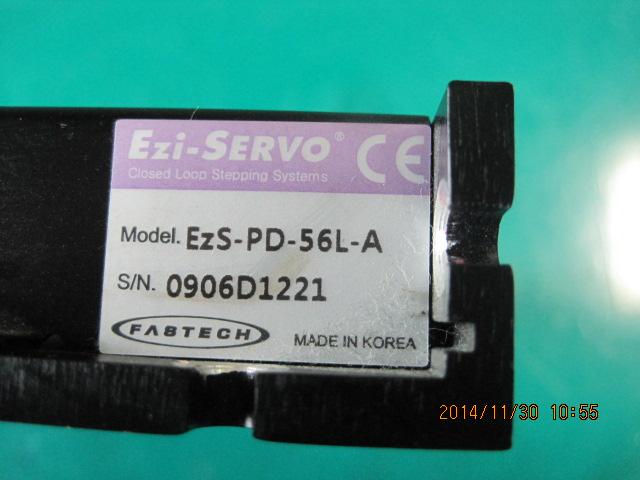 Ezi-SERVO® CE
Closed Loop Stepping Systems
Model. EzS-PD-56L-A
S/N. 0906D1221
FASTECH MADE IN KOREA
2014/11/30 10:55